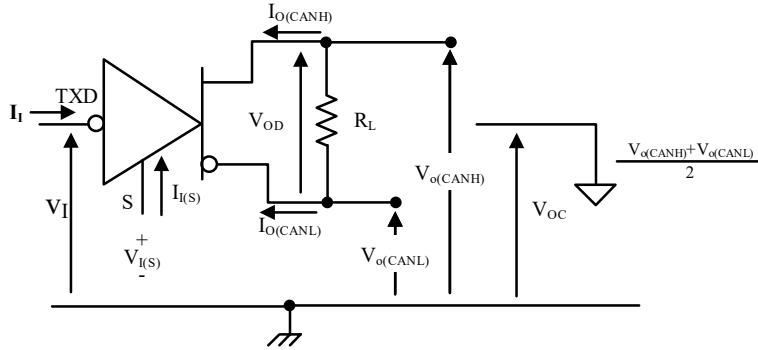 I_O(CANH)
I_I
TXD
V_OD
R_L
V_I
S
I_I(S)
+
V_I(S)
-
I_O(CANL)
V_o(CANL)
V_o(CANH)
V_OC
V_o(CANH)+V_o(CANL)
2